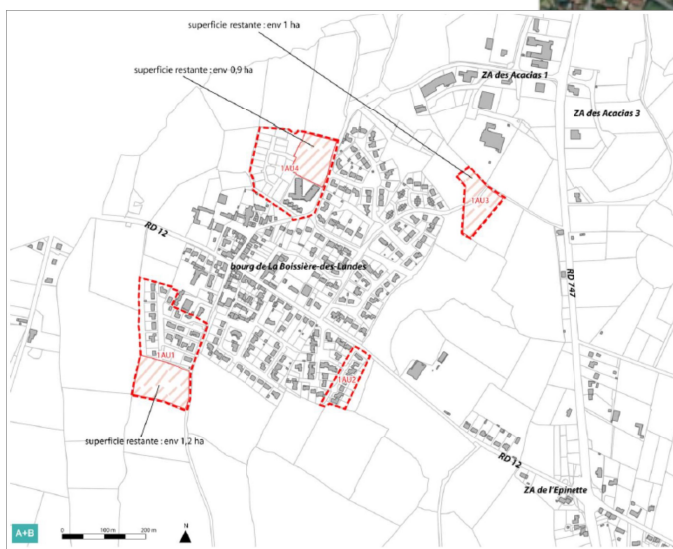 superficie restante : env 1 ha
superficie restante : env 0,9 ha
ZA des Acacias 1
ZA des Acacias 3
1AU4
1AU3
RD 12
bourg de La Boissière-des-Landes
RD 747
1AU1
1AU2
superficie restante : env 1,2 ha
RD 12
ZA de l'Epinette
A+B
0 100 m 200 m
N